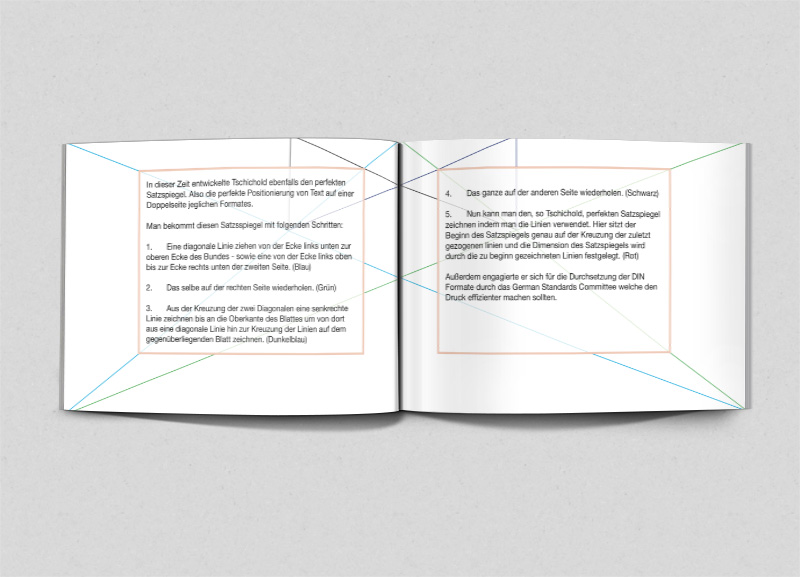 In dieser Zeit entwickelte Tschichold ebenfalls den perfekten
Satzspiegel. Also die perfekte Positionierung von Text auf einer
Doppelseite jeglichen Formates.
Man bekommt diesen Satzsspiegel mit folgenden Schritten:
1. Eine diagonale Linie ziehen von der Ecke links unten zur
oberen Ecke des Bundes - sowie eine von der Ecke links oben
bis zur Ecke rechts unter der zweiten Seite. (Blau)
2. Das selbe auf der rechten Seite wiederholen. (Grün)
3. Aus der Kreuzung der zwei Diagonalen eine senkrechte
Linie zeichnen bis an die Oberkante des Blattes um von dort
aus eine diagonale Linie hin zur Kreuzung der Linien auf dem
gegenüberliegenden Blatt zeichnen. (Dunkelblau)
4. Das ganze auf der anderen Seite wiederholen. (Schwarz)
5. Nun kann man den, so Tschichold, perfekten Satzspiegel
zeichnen indem man die Linien verwendet. Hier sitzt der
Beginn des Satzspiegels genau auf der Kreuzung der zuletzt
gezogenen linien und die Dimension des Satzspiegels wird
durch die zu beginn gezeichneten Linien festgelegt. (Rot)
Außerdem engagierte er sich für die Durchsetzung der DIN
Formate durch das German Standards Committee welche den
Druck effizienter machen sollten.